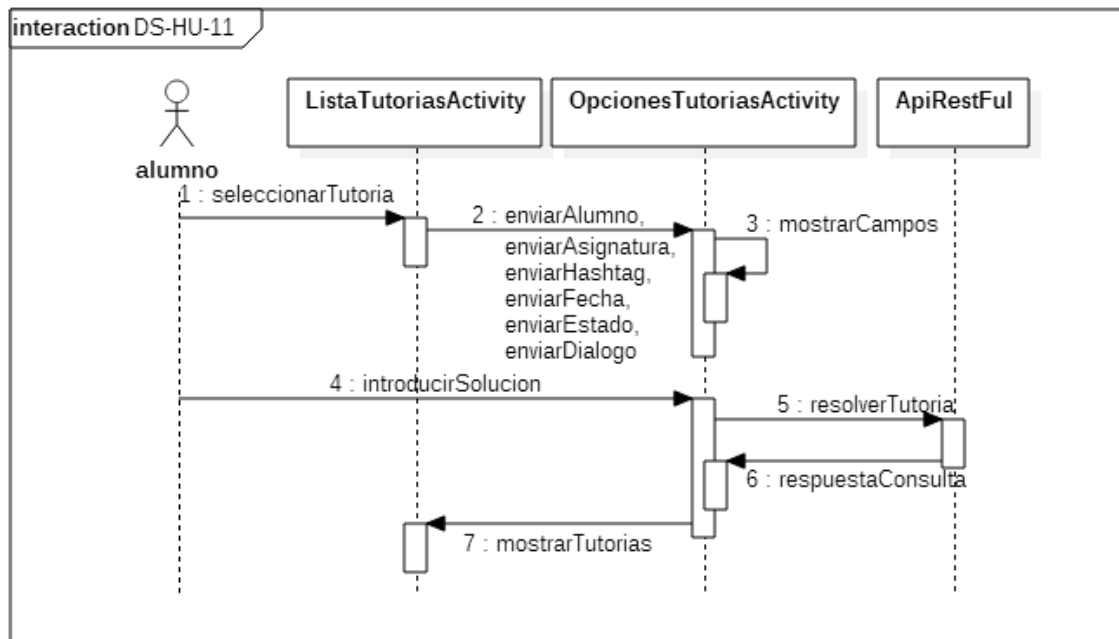 interaction DS-HU-11
ListaTutoriasActivity
OpcionesTutoriasActivity
ApiRestFul
alumno
1 : seleccionarTutoria
2 : enviarAlumno,
enviarAsignatura,
enviarHashtag,
enviarFecha,
enviarEstado,
enviarDialogo
3 : mostrarCampos
4 : introducirSolucion
5 : resolverTutoria
6 : respuestaConsulta
7 : mostrarTutorias